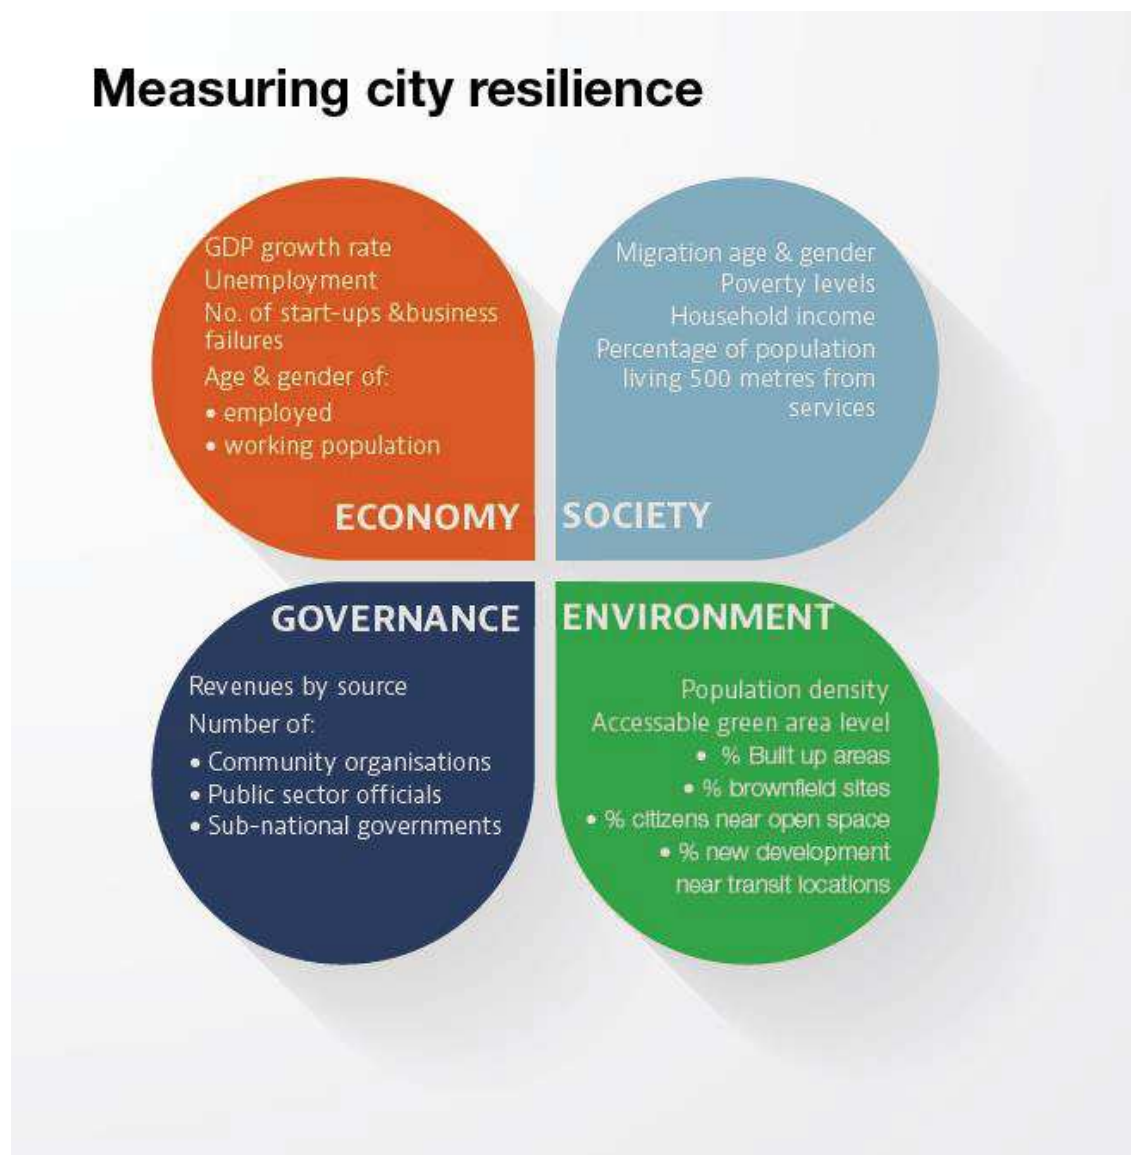 Measuring city resilience
GDP growth rate
Unemployment
No. of start-ups &business
failures
Age & gender of:
• employed
• working population
ECONOMY
Migration age & gender
Poverty levels
Household income
Percentage of population
living 500 metres from
services
SOCIETY
GOVERNANCE
Revenues by source
Number of:
• Community organisations
• Public sector officials
• Sub-national governments
ENVIRONMENT
Population density
Accessable green area level
• % Built up areas
• % brownfield sites
• % citizens near open space
• % new development
near transit locations